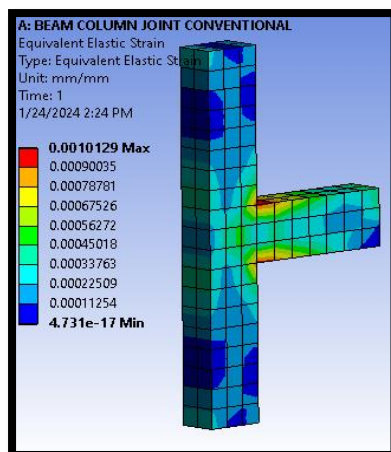 A: BEAM COLUMN JOINT CONVENTIONAL
Equivalent Elastic Strain
Type: Equivalent Elastic Strain
Unit: mm/mm
Time: 1
1/24/2024 2:24 PM
0.0010129 Max
0.00090035
0.00078781
0.00067526
0.00056272
0.00045018
0.00033763
0.00022509
0.00011254
4.731e-17 Min